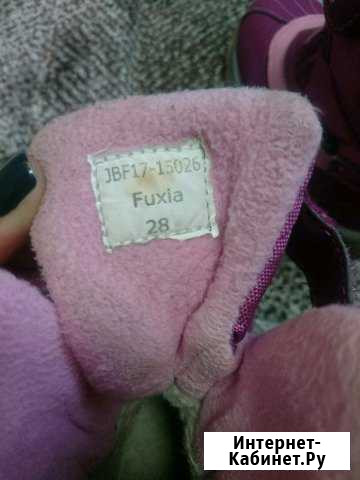 JBF17-15026
Fuxia
28
Интернет-
Кабинет.Ру